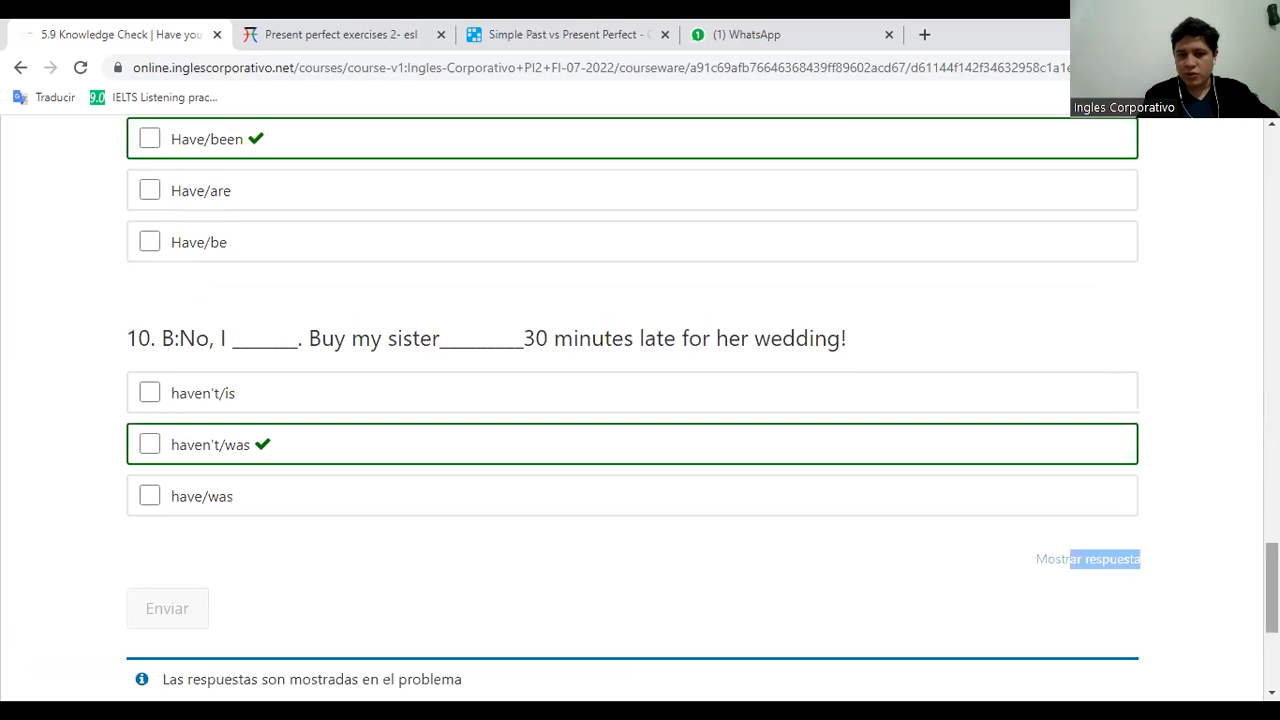 5.9 Knowledge Check | Have you
Present perfect exercises 2- esl
Simple Past vs Present Perfect - C
(1) WhatsApp
online.inglescorporativo.net/courses/course-v1:Ingles-Corporativo+PI2+FI-07-2022/courseware/a91c69afb76646368439ff89602acd67/d61144f142f34632958c1a1e
Ingles Corporativo
Traducir
9.0 IELTS Listening prac...
Have/been
Have/are
Have/be
10. B:No, I _______. Buy my sister_________30 minutes late for her wedding!
haven't/is
haven't/was
have/was
Mostrar respuesta
Enviar
Las respuestas son mostradas en el problema